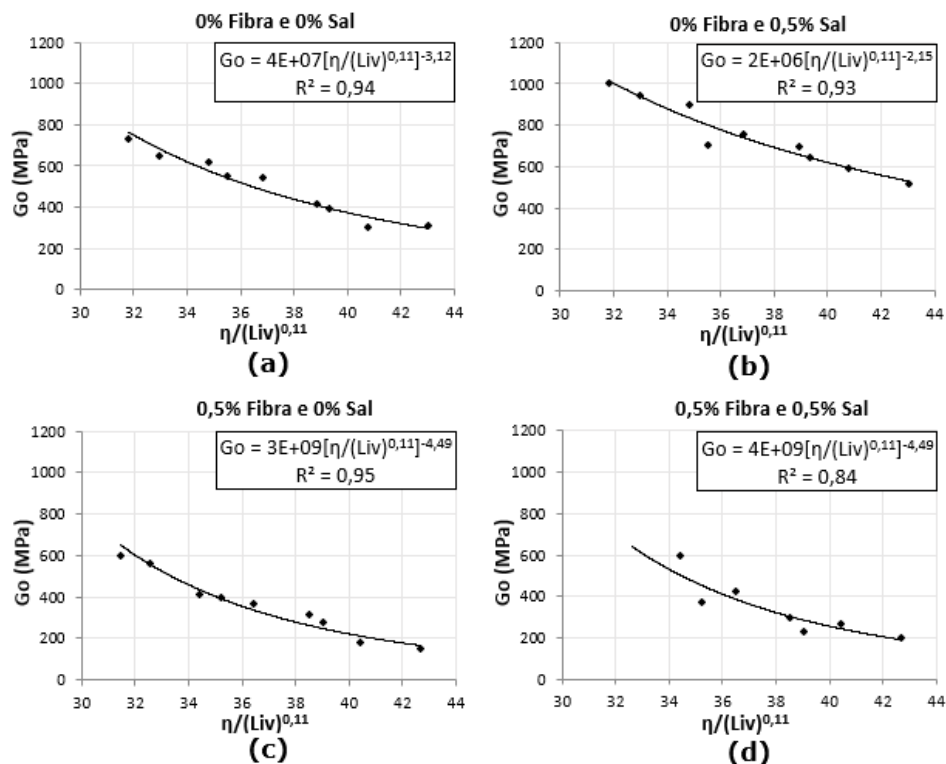 0% Fibra e 0% Sal
Go = 4E+07[η/(Liv)^0,11]^-3,12
R² = 0,94
1200
1000
800
600
400
200
0
Go (MPa)
30 32 34 36 38 40 42 44
η/(Liv)^0,11
(a)
0% Fibra e 0,5% Sal
Go = 2E+06[η/(Liv)^0,11]^-2,15
R² = 0,93
1200
1000
800
600
400
200
0
Go (MPa)
30 32 34 36 38 40 42 44
η/(Liv)^0,11
(b)
0,5% Fibra e 0% Sal
Go = 3E+09[η/(Liv)^0,11]^-4,49
R² = 0,95
1200
1000
800
600
400
200
0
Go (MPa)
30 32 34 36 38 40 42 44
η/(Liv)^0,11
(c)
0,5% Fibra e 0,5% Sal
Go = 4E+09[η/(Liv)^0,11]^-4,49
R² = 0,84
1200
1000
800
600
400
200
0
Go (MPa)
30 32 34 36 38 40 42 44
η/(Liv)^0,11
(d)